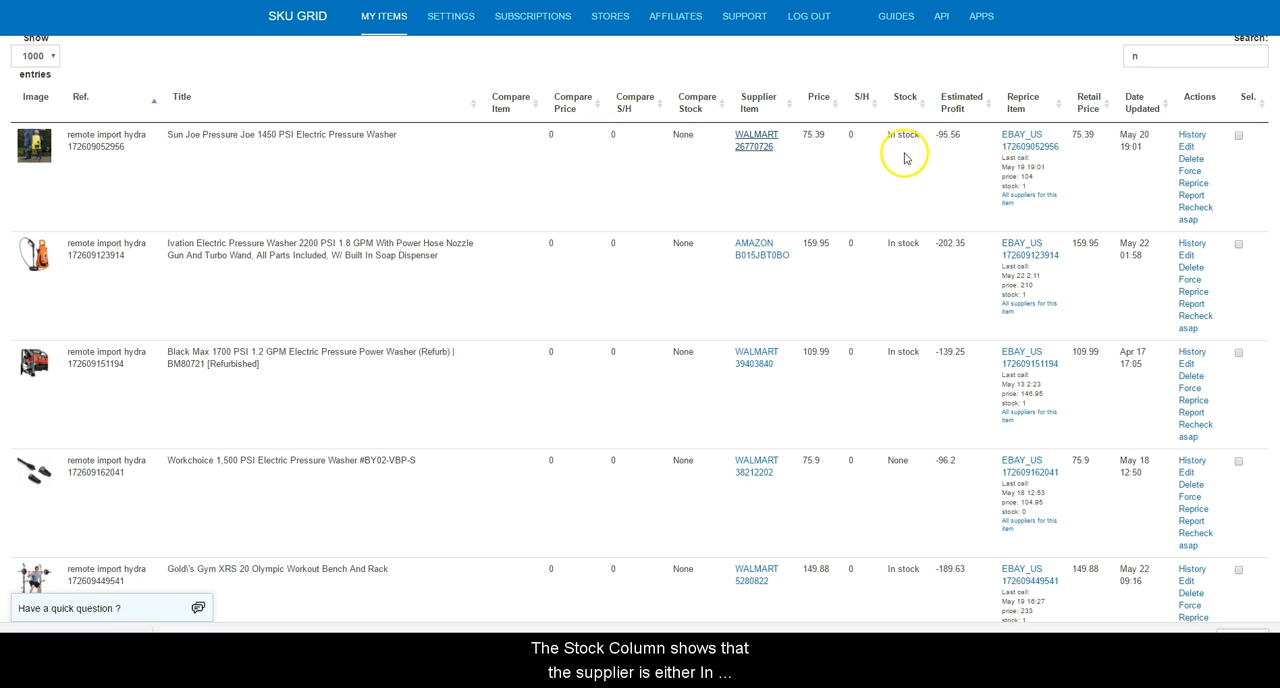 SKU GRID MY ITEMS SETTINGS SUBSCRIPTIONS STORES AFFILIATES SUPPORT LOG OUT GUIDES API APPS
Show Search:
1000 n
entries
Image Ref. Title Compare Item Compare Price Compare S/H Compare Stock Supplier Item Price S/H Stock Estimated Profit Reprice Item Retail Price Date Updated Actions Sel.
remote import hydra Sun Joe Pressure Joe 1450 PSI Electric Pressure Washer 0 0 None WALMART 75.39 0 In stock -95.56 EBAY_US 75.39 May 20 History
172609052956 26770726 172609052956 19:01 Edit
Last call: Delete
May 19 19:01
price: 104 Force
stock: 1 Reprice
All suppliers for this Report
item Recheck
asap
remote import hydra Ivation Electric Pressure Washer 2200 PSI 1.8 GPM With Power Hose Nozzle 0 0 None AMAZON 159.95 0 In stock -202.35 EBAY_US 159.95 May 22 History
172609123914 Gun And Turbo Wand, All Parts Included, W/ Built In Soap Dispenser B015JBT0BO 172609123914 01:58 Edit
Last call: Delete
May 22 2:11
price: 210 Force
stock: 1 Reprice
All suppliers for this Report
item Recheck
asap
remote import hydra Black Max 1700 PSI 1.2 GPM Electric Pressure Power Washer (Refurb) | 0 0 None WALMART 109.99 0 In stock -139.25 EBAY_US 109.99 Apr 17 History
172609151194 BM80721 [Refurbished] 39403840 172609151194 17:05 Edit
Last call: Delete
May 13 2:23
price: 146.95 Force
stock: 1 Reprice
All suppliers for this Report
item Recheck
asap
remote import hydra Workchoice 1,500 PSI Electric Pressure Washer #BY02-VBP-S 0 0 None WALMART 75.9 0 None -96.2 EBAY_US 75.9 May 18 History
172609162041 38212202 172609162041 12:50 Edit
Last call: Delete
May 18 12:53
price: 104.95 Force
stock: 0 Reprice
All suppliers for this Report
item Recheck
asap
remote import hydra Gold\'s Gym XRS 20 Olympic Workout Bench And Rack 0 0 None WALMART 149.88 0 In stock -189.63 EBAY_US 149.88 May 22 History
172609449541 5280822 172609449541 09:16 Edit
Last call: Delete
May 19 16:27
price: 233 Force
stock: 1 Reprice
Have a quick question ?
The Stock Column shows that
the supplier is either In ...